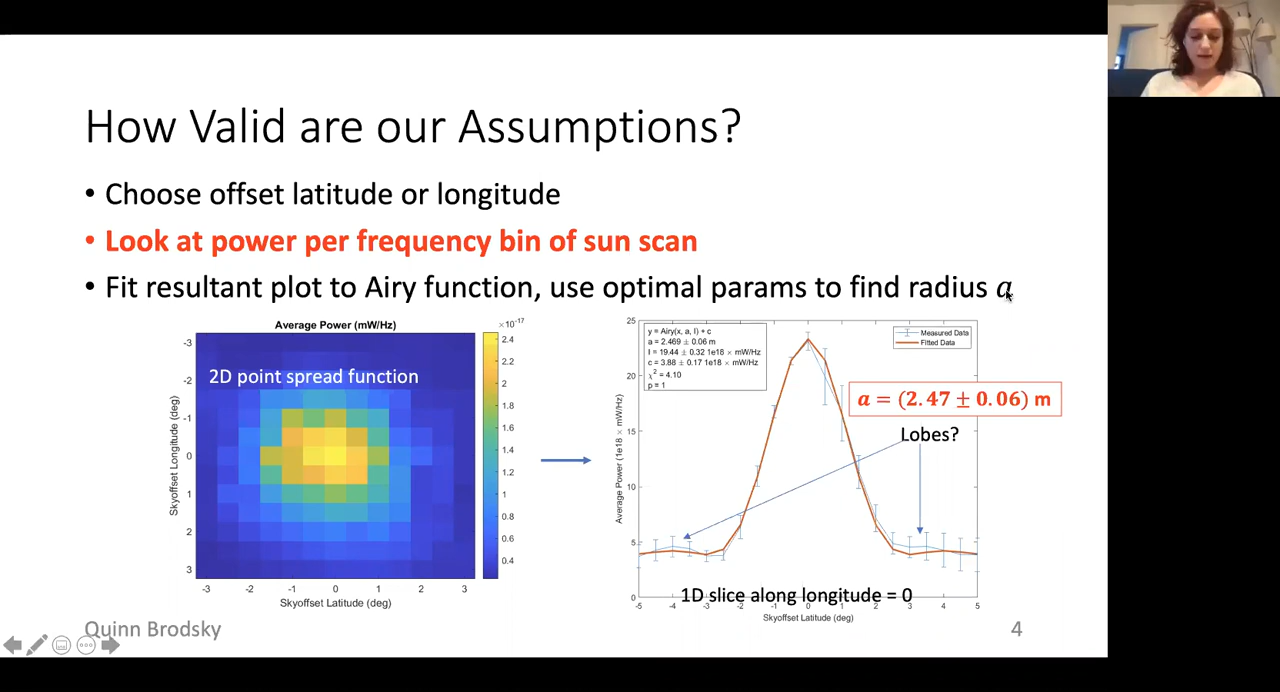 How Valid are our Assumptions?
• Choose offset latitude or longitude
• Look at power per frequency bin of sun scan
• Fit resultant plot to Airy function, use optimal params to find radius a
Average Power (mW/Hz)
×10⁻¹⁷
2D point spread function
-3
-2
-1
0
1
2
3
Skyoffset Longitude (deg)
-3 -2 -1 0 1 2 3
Skyoffset Latitude (deg)
2.4
2.2
2
1.8
1.6
1.4
1.2
1
0.8
0.6
0.4
y = Airy(x, a, I) + c
a = 2.469 ± 0.06 m
I = 19.44 ± 0.32 1e18 × mW/Hz
c = 3.88 ± 0.17 1e18 × mW/Hz
χ² = 4.10
p = 1
Measured Data
Fitted Data
a = (2.47 ± 0.06) m
Lobes?
25
20
15
10
5
0
Average Power (1e18 × mW/Hz)
1D slice along longitude = 0
-5 -4 -3 -2 -1 0 1 2 3 4 5
Skyoffset Latitude (deg)
Quinn Brodsky
4